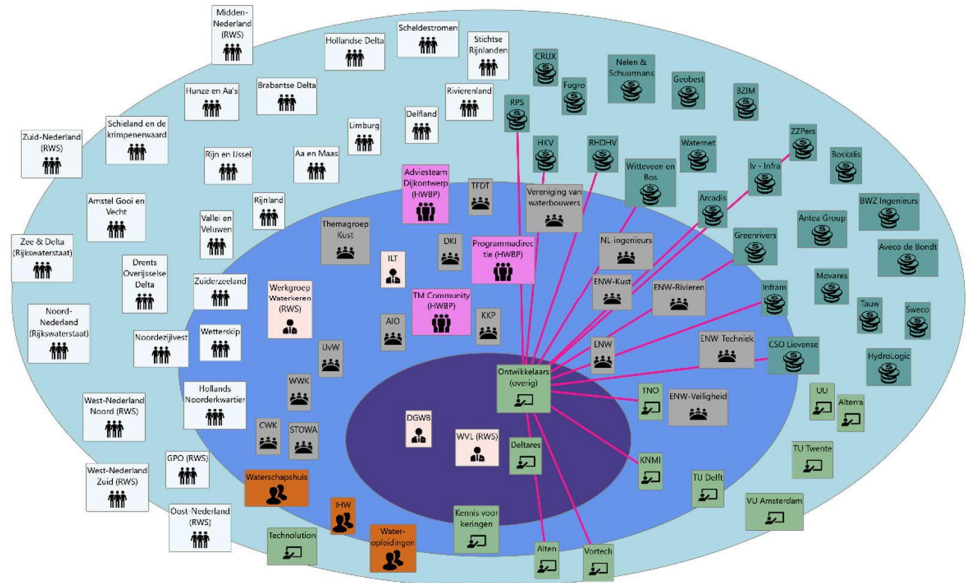 Midden-
Nederland
(RWS)
Hollandse Delta
Scheldestromen
Stichtse
Rijnlanden
CRUX
Nelen &
Schuurmans
Geobest
BZIM
Fugro
RPS
Hunze en Aa's
Brabantse Delta
Rivierenland
Delfland
Limburg
Schieland en de
krimpenerwaard
Zuid-Nederland
(RWS)
Rijn en IJssel
Aa en Maas
HKV
RHDHV
Witteveen en
Bos
Waternet
ZZPers
Iv - Infra
Boskalis
Adviesteam
Dijkontwerp
(HWBP)
TFDT
Vereniging van
waterbouwers
Arcadis
Amstel Gooi en
Vecht
Rijnland
Vallei en
Veluwen
Themagroep
Kust
DKI
Programmadirec
tie (HWBP)
NL ingenieurs
Greenrivers
Antea Group
BWZ Ingenieurs
Aveco de Bondt
Zee & Delta
(Rijkswaterstaat)
Drents
Overijsselse
Delta
ILT
Zuiderzeeland
Werkgroep
Waterkeren
(RWS)
TM Community
(HWBP)
ENW-Kust
ENW-Rivieren
Infram
Movares
Tauw
Sweco
Noord-
Nederland
(Rijkswaterstaat)
Noordezijlvest
Wetterskip
AIO
KKP
UvW
ENW
ENW-Techniek
CSO Lievense
HydroLogic
Ontwikkelaars
(overig)
West-Nederland
Noord (RWS)
Hollands
Noorderkwartier
WWK
TNO
ENW-Veiligheid
UU
Alterra
DGWB
CWK
STOWA
WVL (RWS)
Deltares
TU Twente
West-Nederland
Zuid (RWS)
GPO (RWS)
Waterschapshuis
KNMI
TU Delft
VU Amsterdam
Oost-Nederland
(RWS)
IHW
Kennis voor
keringen
Technolution
Water-
opleidingen
Alten
Vortech